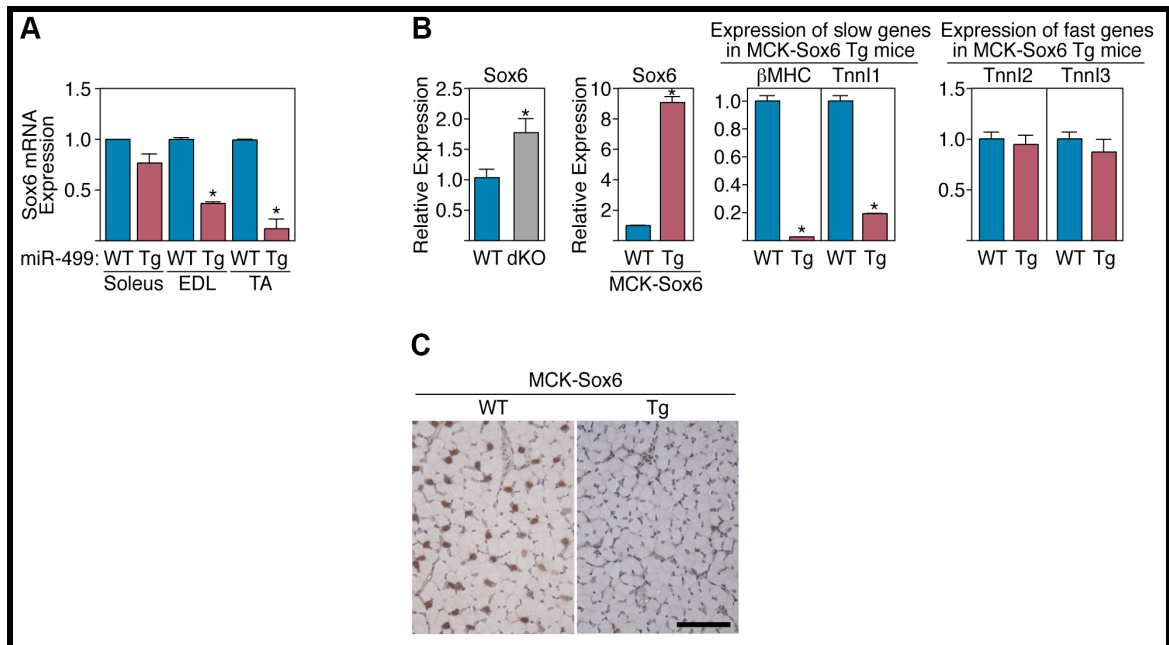 A
1.5
1.0
0.5
Sox6 mRNA
Expression
* *
miR-499: WT Tg WT Tg WT Tg
Soleus EDL TA
B
Sox6
Relative Expression
2.5
2.0
1.5
1.0
0.5
*
WT dKO
Sox6
Relative Expression
10
8
6
4
2
*
WT Tg
MCK-Sox6
Expression of slow genes
in MCK-Sox6 Tg mice
βMHC TnnI1
1.0
0.8
0.6
0.4
0.2
* *
WT Tg WT Tg
Expression of fast genes
in MCK-Sox6 Tg mice
TnnI2 TnnI3
1.5
1.0
0.5
WT Tg WT Tg
C
MCK-Sox6
WT Tg